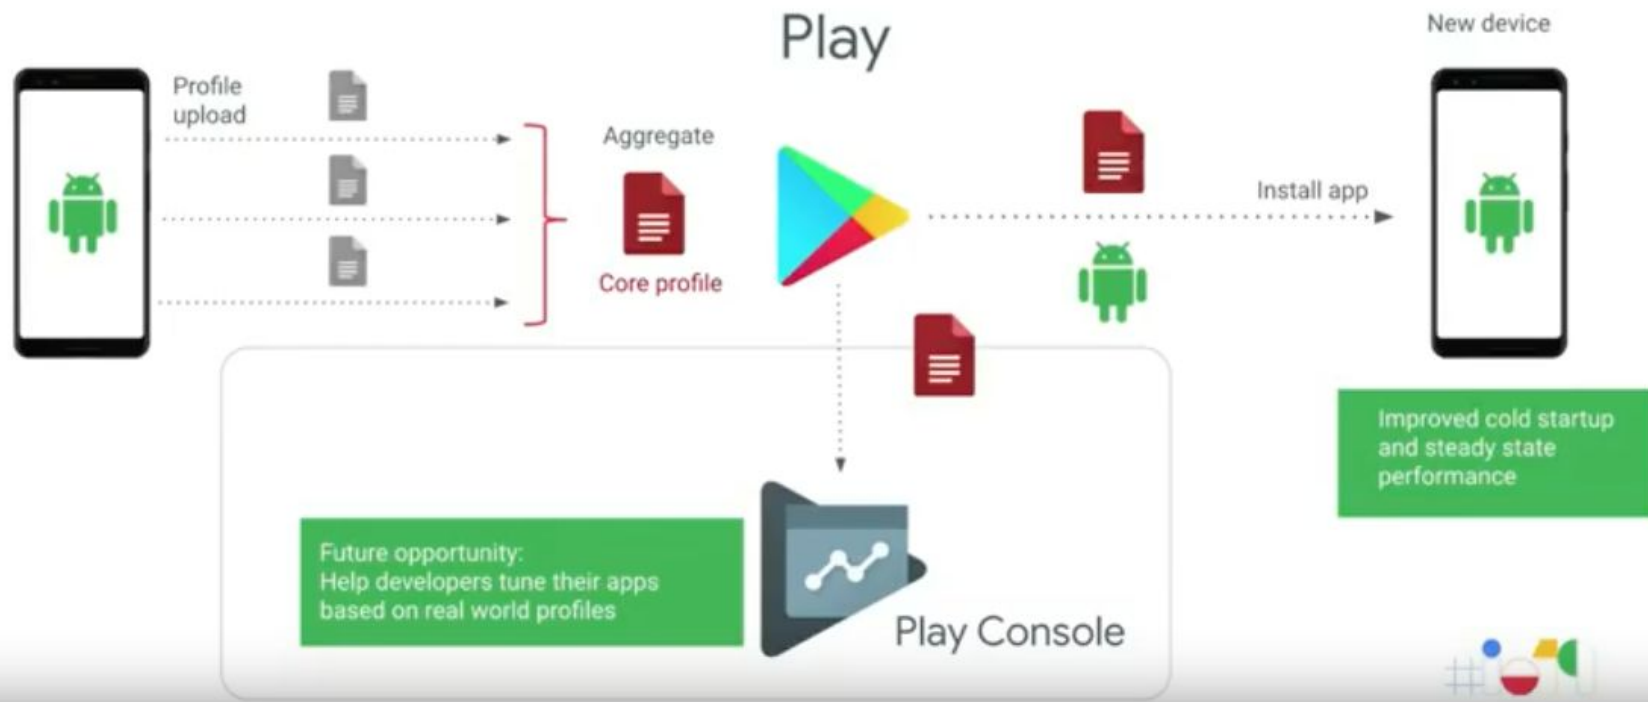 Play
New device
Profile
upload
Aggregate
Core profile
Install app
Improved cold startup
and steady state
performance
Future opportunity:
Help developers tune their apps
based on real world profiles
Play Console